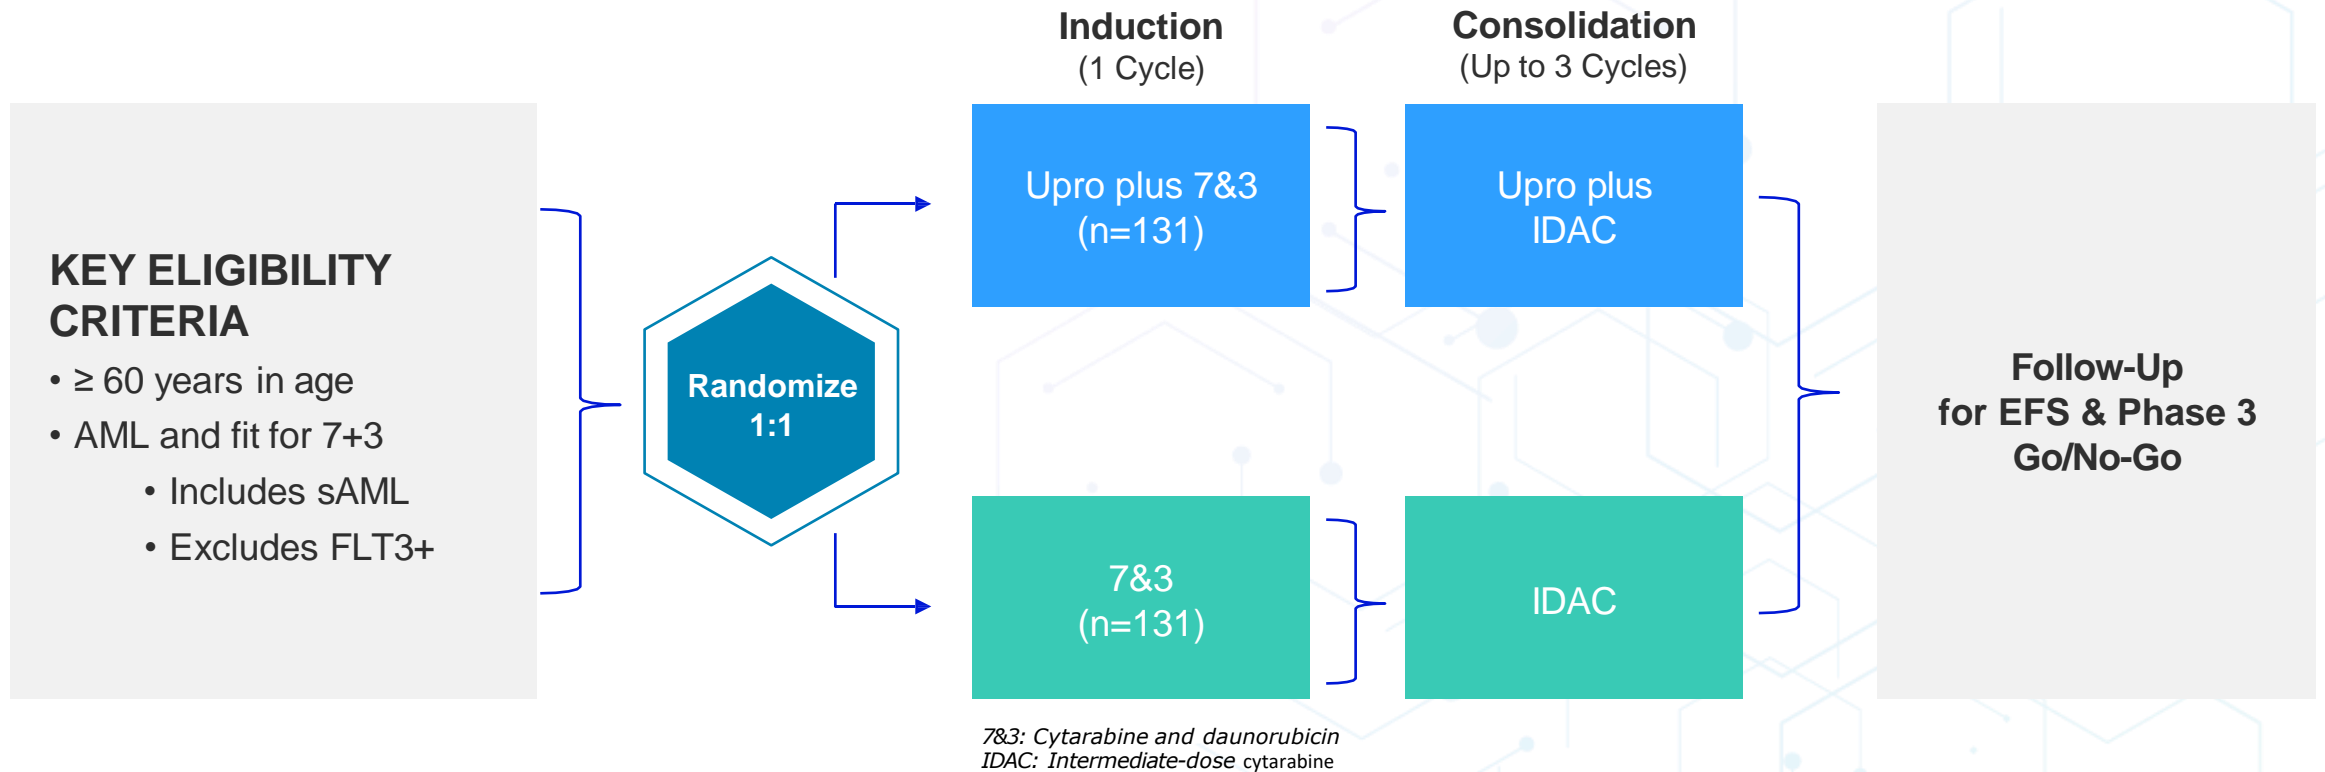 KEY ELIGIBILITY
CRITERIA
• ≥ 60 years in age
• AML and fit for 7+3
• Includes sAML
• Excludes FLT3+
Randomize
1:1
Induction
(1 Cycle)
Upro plus 7&3
(n=131)
7&3
(n=131)
Consolidation
(Up to 3 Cycles)
Upro plus
IDAC
IDAC
Follow-Up
for EFS & Phase 3
Go/No-Go
7&3: Cytarabine and daunorubicin
IDAC: Intermediate-dose cytarabine